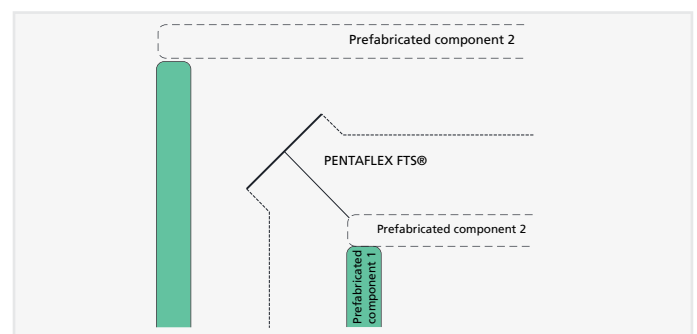 Prefabricated component 2
PENTAFLEX FTS®
Prefabricated component 2
Prefabricated
component 1